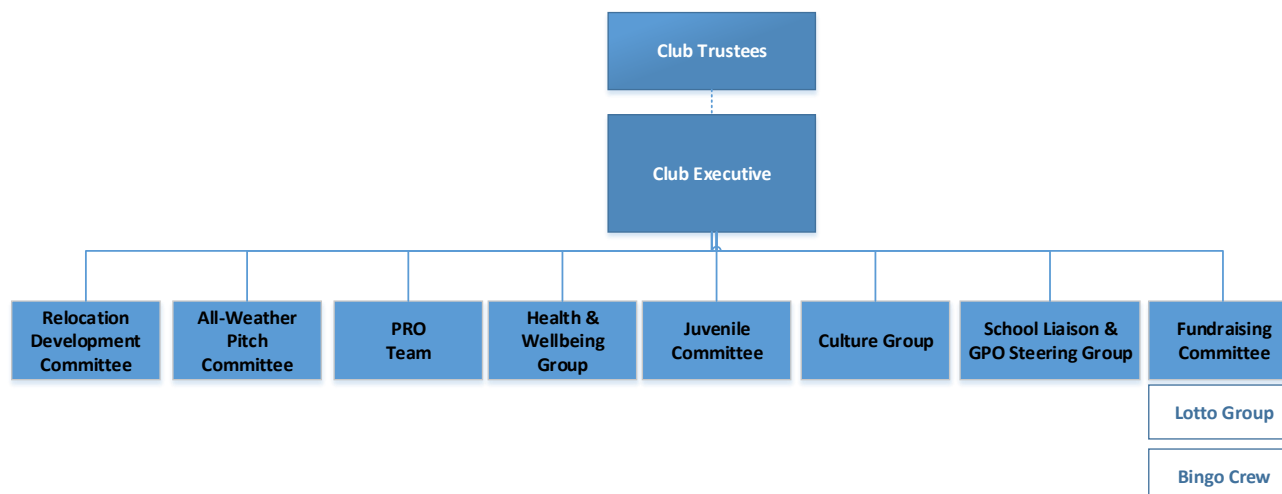 Club Trustees
Club Executive
Relocation
Development
Committee
All-Weather
Pitch
Committee
PRO
Team
Health &
Wellbeing
Group
Juvenile
Committee
Culture Group
School Liaison &
GPO Steering Group
Fundraising
Committee
Lotto Group
Bingo Crew